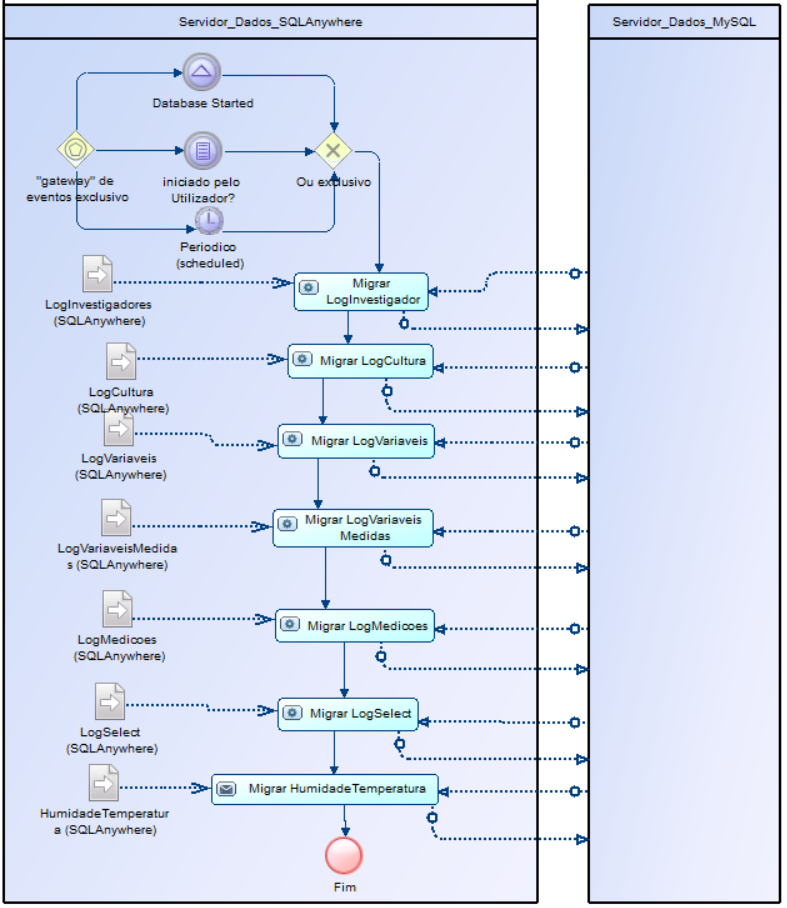 Servidor_Dados_SQLAnywhere
Servidor_Dados_MySQL
Database Started
"gateway" de
eventos exclusivo
iniciado pelo
Utilizador?
Ou exclusivo
Periodico
(scheduled)
LogInvestigadores
(SQLAnywhere)
Migrar
LogInvestigador
LogCultura
(SQLAnywhere)
Migrar LogCultura
LogVariaveis
(SQLAnywhere)
Migrar LogVariaveis
LogVariaveisMedida
s (SQLAnywhere)
Migrar LogVariaveis
Medidas
LogMedicoes
(SQLAnywhere)
Migrar LogMedicoes
LogSelect
(SQLAnywhere)
Migrar LogSelect
HumidadeTemperatur
a (SQLAnywhere)
Migrar HumidadeTemperatura
Fim